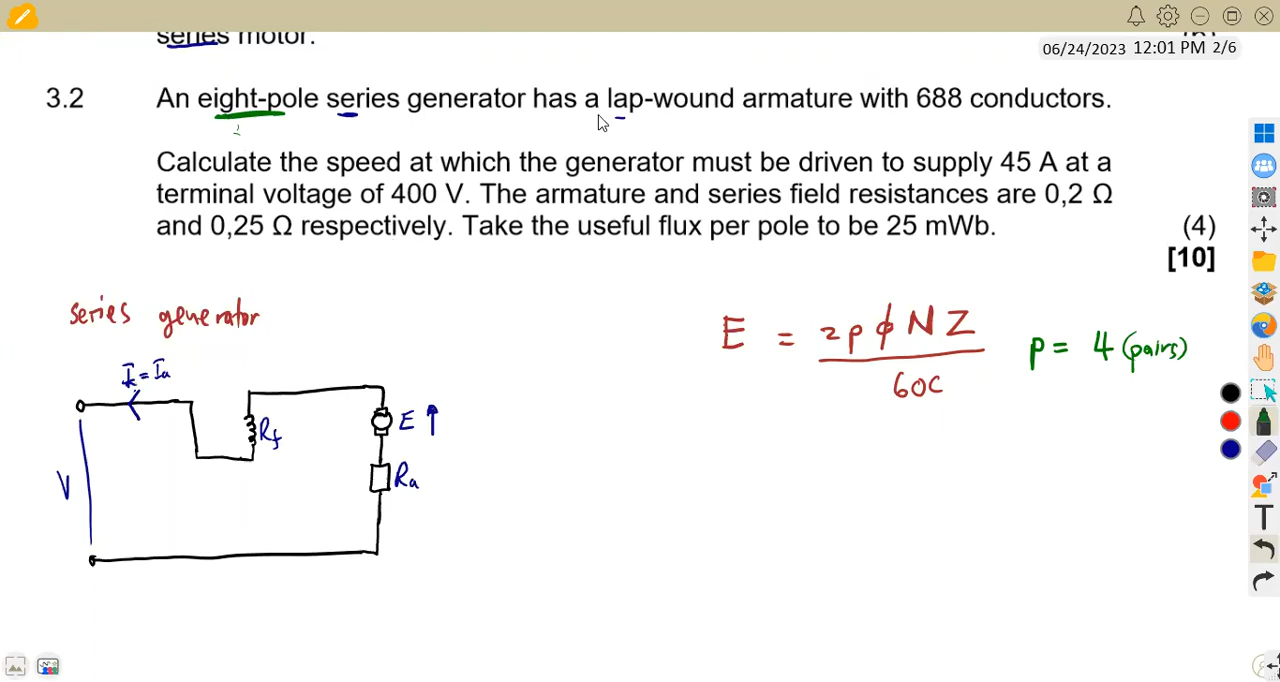 series motor.
06/24/2023 12:01 PM 2/6
3.2 An eight-pole series generator has a lap-wound armature with 688 conductors.
Calculate the speed at which the generator must be driven to supply 45 A at a
terminal voltage of 400 V. The armature and series field resistances are 0,2 Ω
and 0,25 Ω respectively. Take the useful flux per pole to be 25 mWb. (4)
[10]
series generator
E = 2pϕNZ
60c
p = 4 (pairs)
= Ia
Rf
E ↑
V
Ra
T